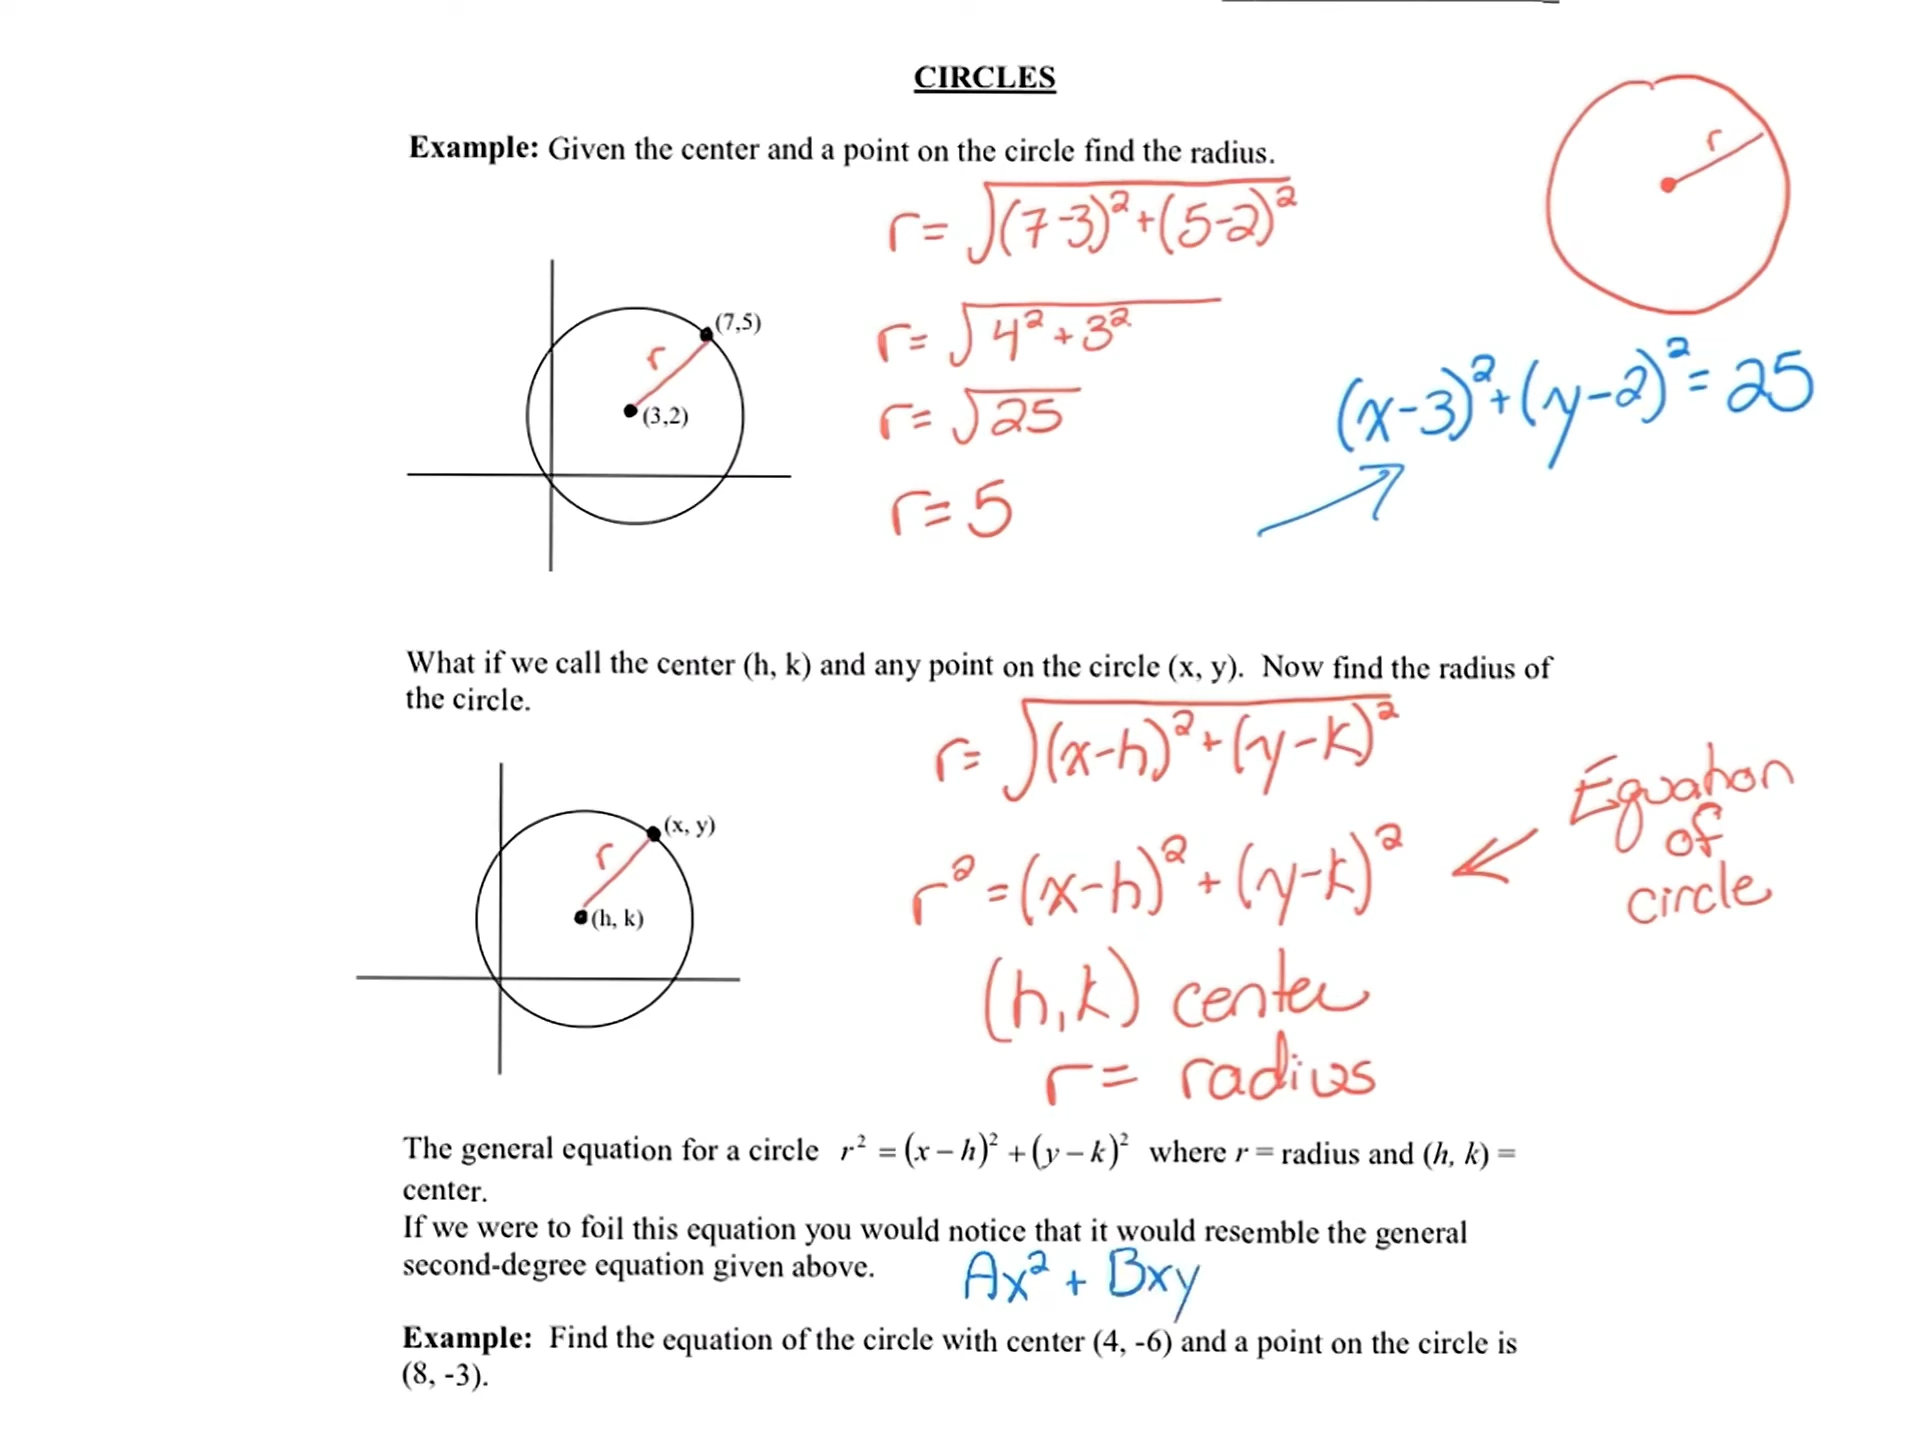 CIRCLES
Example: Given the center and a point on the circle find the radius.
r
r = √(7-3)² + (5-2)²
(7,5)
r
(3,2)
r = √4² + 3²
r = √25
r = 5
(x-3)² + (y-2)² = 25
What if we call the center (h, k) and any point on the circle (x, y). Now find the radius of
the circle.
r = √(x-h)² + (y-k)²
(x, y)
r
(h, k)
r² = (x-h)² + (y-k)²
Equation
of
circle
(h,k) center
r = radius
The general equation for a circle r² = (x – h)² + (y – k)² where r = radius and (h, k) =
center.
If we were to foil this equation you would notice that it would resemble the general
second-degree equation given above. Ax² + Bxy
Example: Find the equation of the circle with center (4, -6) and a point on the circle is
(8, -3).